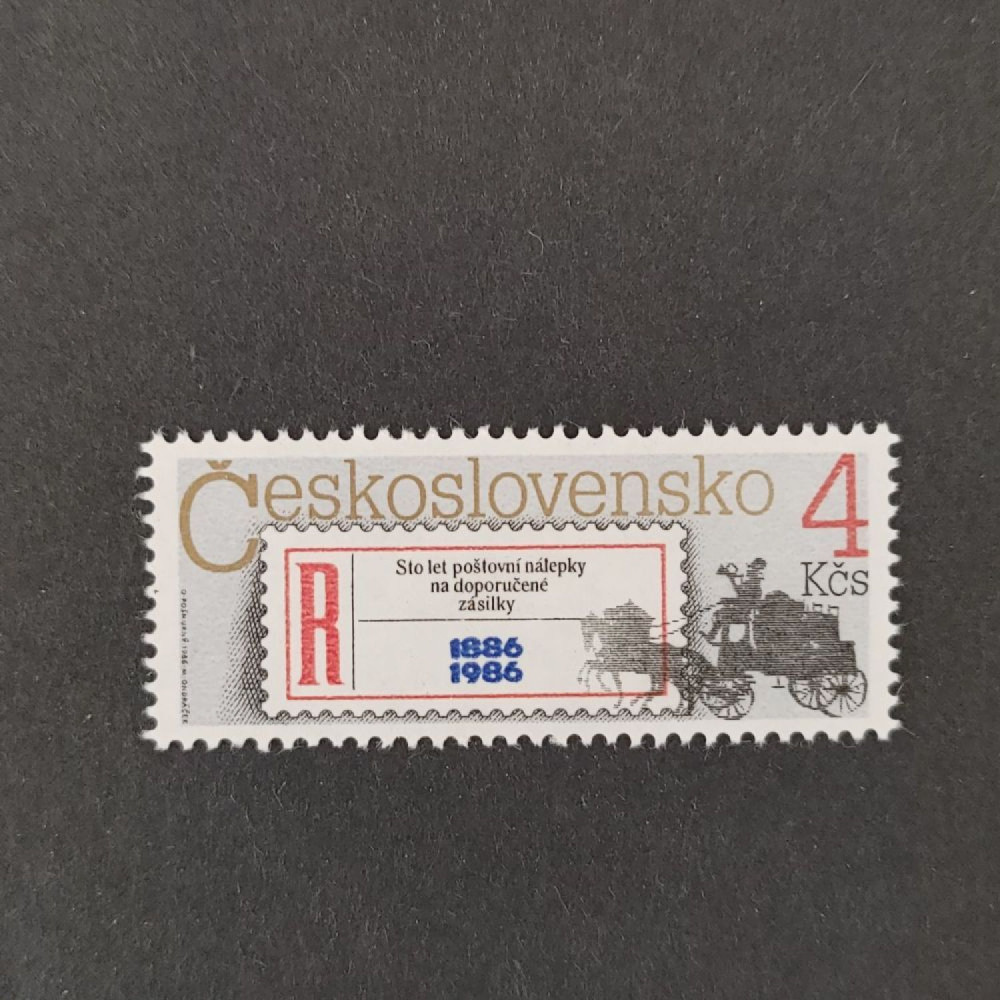 Československo
4
Kčs
R
Sto let poštovní nálepky
na doporučené
zásilky
1886
1986